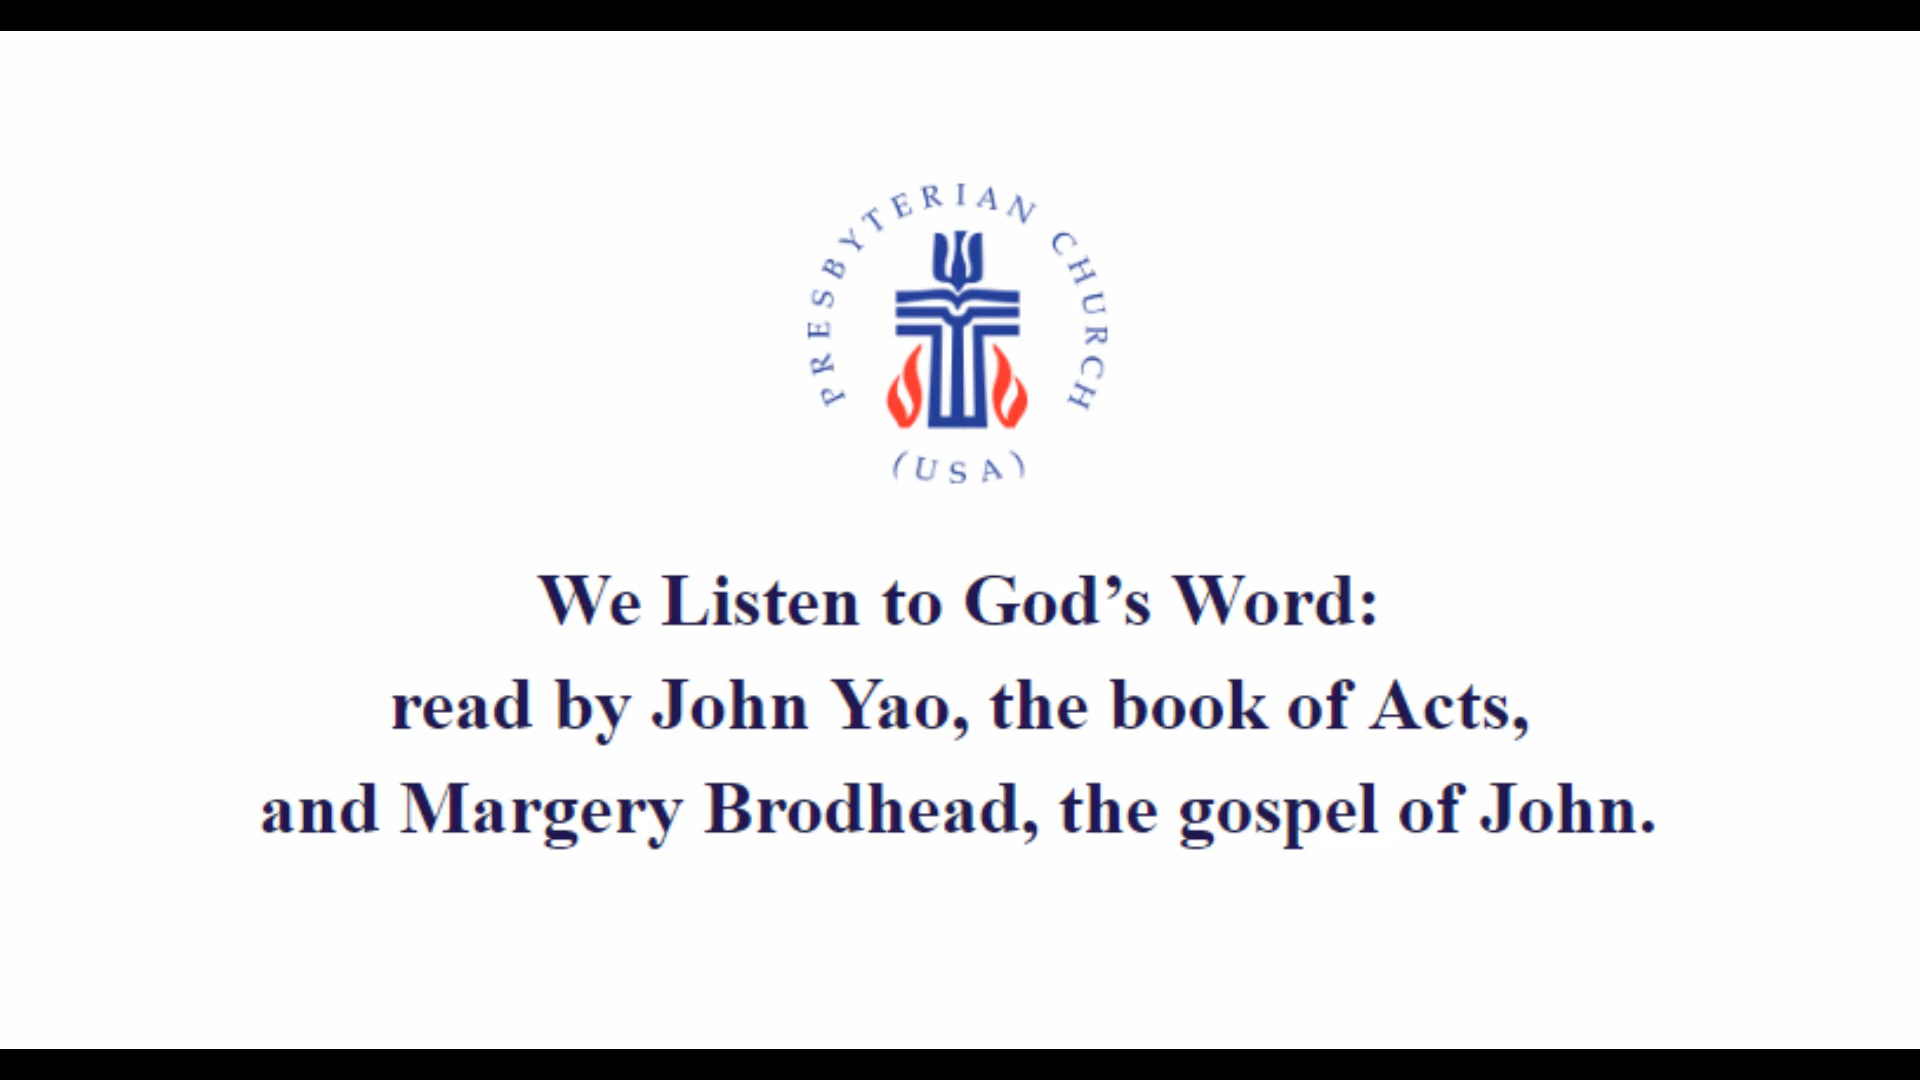 PRESBYTERIAN CHURCH
(USA)
We Listen to God’s Word:
read by John Yao, the book of Acts,
and Margery Brodhead, the gospel of John.